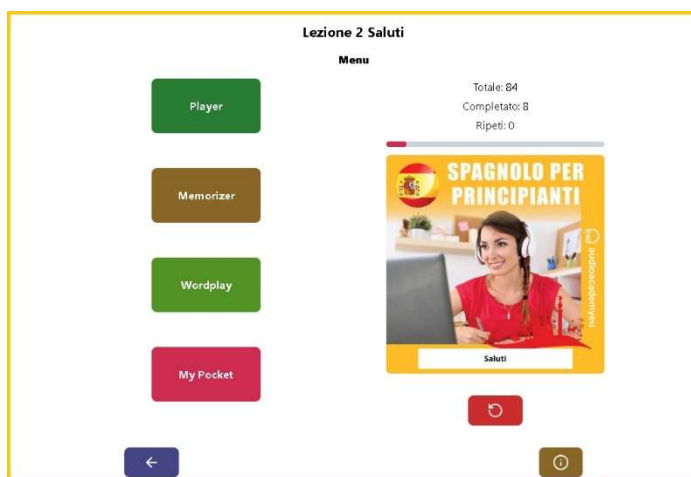 Lezione 2 Saluti
Menu
Player
Memorizer
Wordplay
My Pocket
Totale: 84
Completato: 8
Ripeti: 0
SPAGNOLO PER
PRINCIPIANTI
audioacademyeu
Saluti